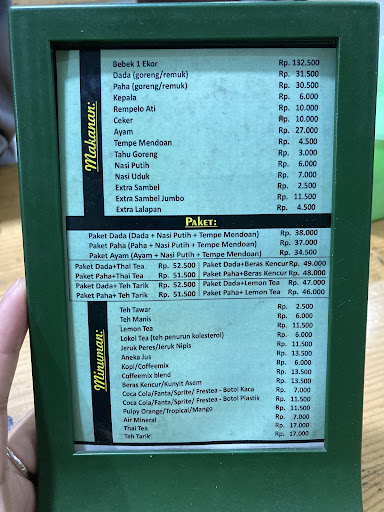 Makanan:
Bebek 1 Ekor Rp. 132.500
Dada (goreng/remuk) Rp. 31.500
Paha (goreng/remuk) Rp. 30.500
Kepala Rp. 6.000
Rempelo Ati Rp. 10.000
Ceker Rp. 10.000
Ayam Rp. 27.000
Tempe Mendoan Rp. 4.500
Tahu Goreng Rp. 3.000
Nasi Putih Rp. 6.000
Nasi Uduk Rp. 7.000
Extra Sambel Rp. 2.500
Extra Sambel Jumbo Rp. 11.500
Extra Lalapan Rp. 4.500
PAKET:
Paket Dada (Dada + Nasi Putih + Tempe Mendoan) Rp. 38.000
Paket Paha (Paha + Nasi Putih + Tempe Mendoan) Rp. 37.000
Paket Ayam (Ayam + Nasi Putih + Tempe Mendoan) Rp. 34.500
Paket Dada+Thai Tea Rp. 52.500 Paket Dada+Beras Kencur Rp. 49.000
Paket Paha+Thai Tea Rp. 51.500 Paket Paha+Beras Kencur Rp. 48.000
Paket Dada+ Teh Tarik Rp. 52.500 Paket Dada+Lemon Tea Rp. 47.000
Paket Paha+ Teh Tarik Rp. 51.500 Paket Paha+ Lemon Tea Rp. 46.000
Minuman:
Teh Tawar Rp. 2.500
Teh Manis Rp. 6.000
Lemon Tea Rp. 11.500
Lokol Tea (teh penurun kolesterol) Rp. 6.000
Jeruk Peres/Jeruk Nipis Rp. 11.500
Aneka Jus Rp. 13.500
Kopi/Coffeemix Rp. 6.500
Coffeemix blend Rp. 13.500
Beras Kencur/Kunyit Asem Rp. 13.500
Coca Cola/Fanta/Sprite/ Frestea - Botol Kaca Rp. 7.000
Coca Cola/Fanta/Sprite/ Frestea - Botol Plastik Rp. 11.500
Pulpy Orange/Tropical/Mango Rp. 11.500
Air Mineral Rp. 7.000
Thai Tea Rp. 17.000
Teh Tarik Rp. 17.000